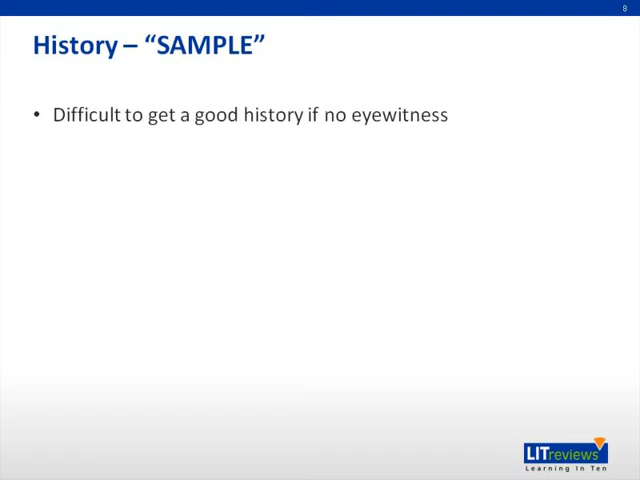 8
History – “SAMPLE”
• Difficult to get a good history if no eyewitness
LITreviews
Learning In Ten